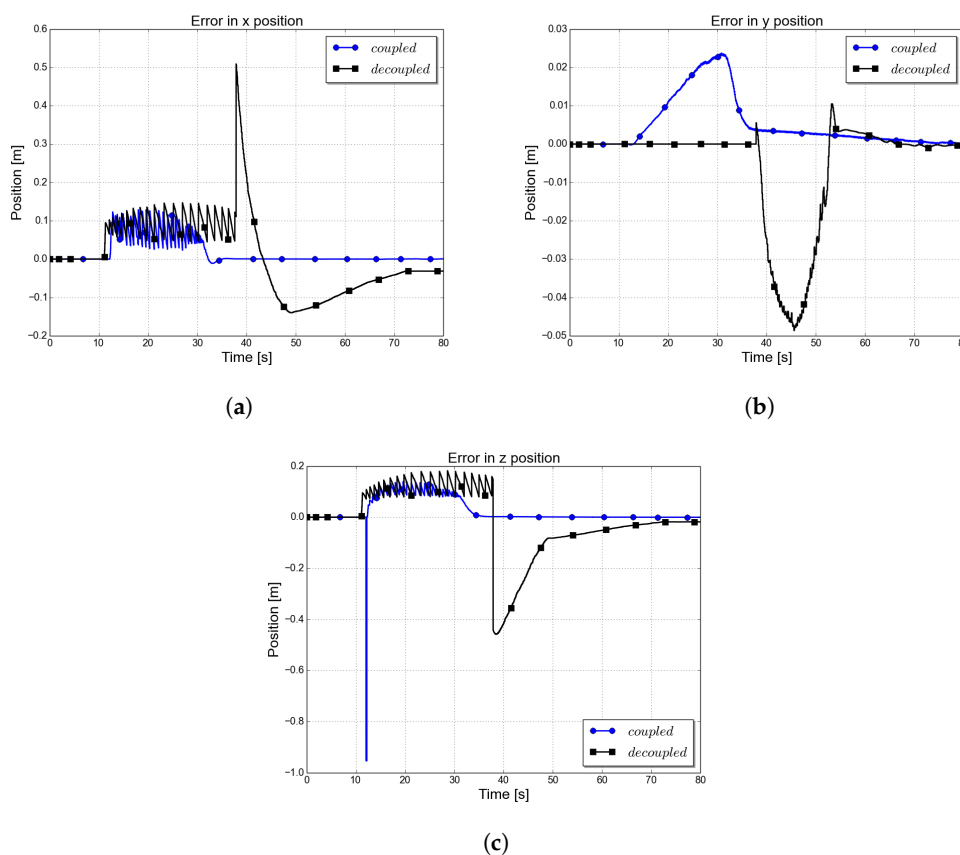 Error in x position
coupled
decoupled
Position [m]
0.6
0.5
0.4
0.3
0.2
0.1
0.0
−0.1
−0.2
0 10 20 30 40 50 60 70 80
Time [s]
(a)
Error in y position
coupled
decoupled
Position [m]
0.03
0.02
0.01
0.00
−0.01
−0.02
−0.03
−0.04
−0.05
0 10 20 30 40 50 60 70 80
Time [s]
(b)
Error in z position
Position [m]
0.2
0.0
−0.2
−0.4
−0.6
−0.8
−1.0
coupled
decoupled
0 10 20 30 40 50 60 70 80
Time [s]
(c)